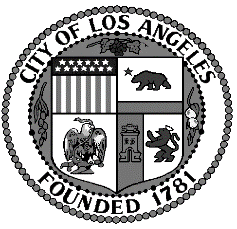 CITY OF LOS ANGELES
FOUNDED 1781